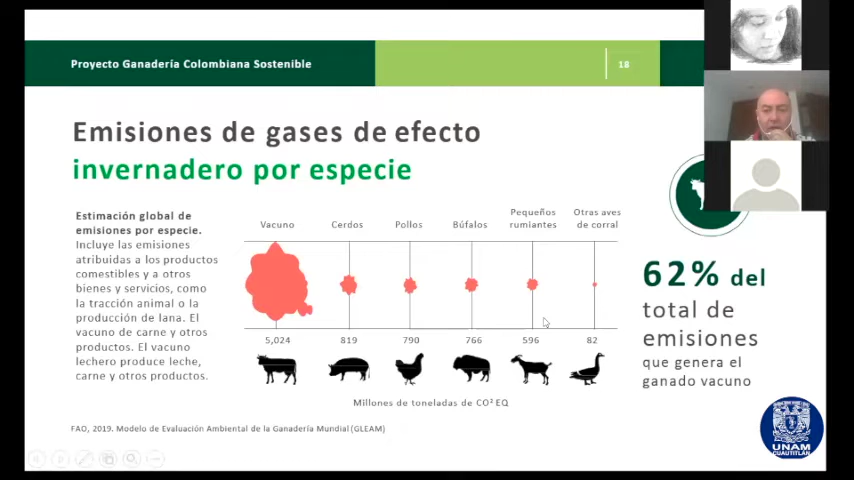 Proyecto Ganadería Colombiana Sostenible
18
Emisiones de gases de efecto
invernadero por especie
Estimación global de
emisiones por especie.
Incluye las emisiones
atribuidas a los productos
comestibles y a otros
bienes y servicios, como
la tracción animal o la
producción de lana. El
vacuno de carne y otros
productos. El vacuno
lechero produce leche,
carne y otros productos.
Vacuno
Cerdos
Pollos
Búfalos
Pequeños
rumiantes
Otras aves
de corral
5,024
819
790
766
596
82
Millones de toneladas de CO² EQ
62% del
total de
emisiones
que genera el
ganado vacuno
FAO, 2019. Modelo de Evaluación Ambiental de la Ganadería Mundial (GLEAM)
UNAM
CUAUTITLÁN